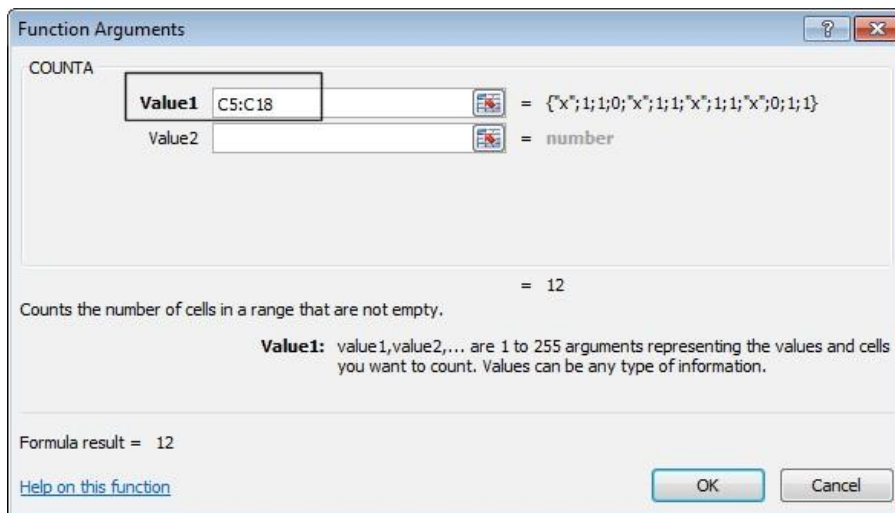 Function Arguments
COUNTA
Value1 C5:C18 = {"x";1;1;0;"x";1;1;"x";1;1;"x";0;1;1}
Value2 = number
= 12
Counts the number of cells in a range that are not empty.
Value1: value1,value2,... are 1 to 255 arguments representing the values and cells
you want to count. Values can be any type of information.
Formula result = 12
Help on this function OK Cancel